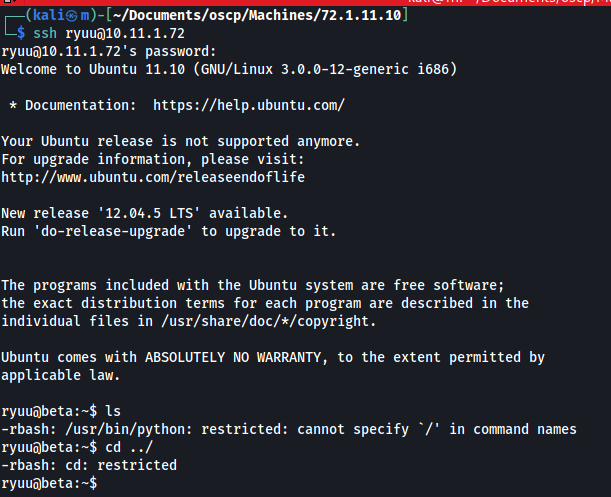 (kali㉿m)-[~/Documents/oscp/Machines/72.1.11.10]
$ ssh ryuu@10.11.1.72
ryuu@10.11.1.72's password:
Welcome to Ubuntu 11.10 (GNU/Linux 3.0.0-12-generic i686)
* Documentation:  https://help.ubuntu.com/
Your Ubuntu release is not supported anymore.
For upgrade information, please visit:
http://www.ubuntu.com/releaseendoflife
New release '12.04.5 LTS' available.
Run 'do-release-upgrade' to upgrade to it.
The programs included with the Ubuntu system are free software;
the exact distribution terms for each program are described in the
individual files in /usr/share/doc/*/copyright.
Ubuntu comes with ABSOLUTELY NO WARRANTY, to the extent permitted by
applicable law.
ryuu@beta:~$ ls
-rbash: /usr/bin/python: restricted: cannot specify `/' in command names
ryuu@beta:~$ cd ../
-rbash: cd: restricted
ryuu@beta:~$